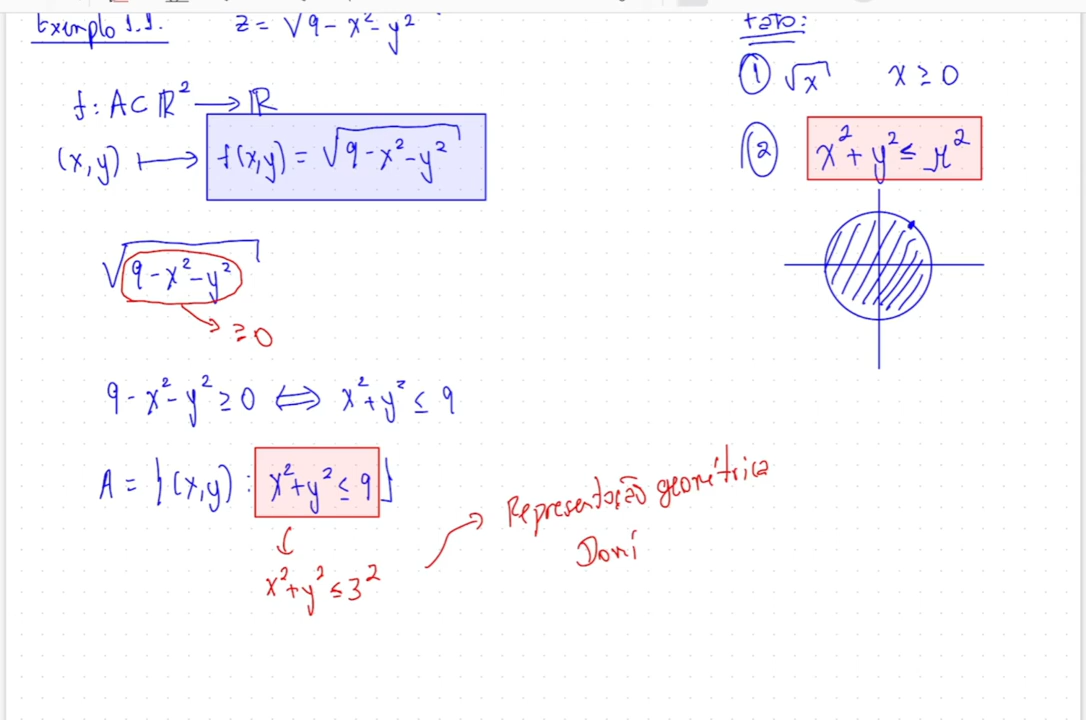 Exemplo 1.1. z = √9 - x² - y²
f: A ⊂ ℝ² → ℝ
(x,y) ↦ f(x,y) = √9 - x² - y²
√9 - x² - y²
≥ 0
9 - x² - y² ≥ 0 ⟺ x² + y² ≤ 9
A = {(x,y) : x² + y² ≤ 9}
x² + y² ≤ 3²
→ Representação geométrica
Domí
Fato:
① √x x ≥ 0
② x² + y² ≤ r²